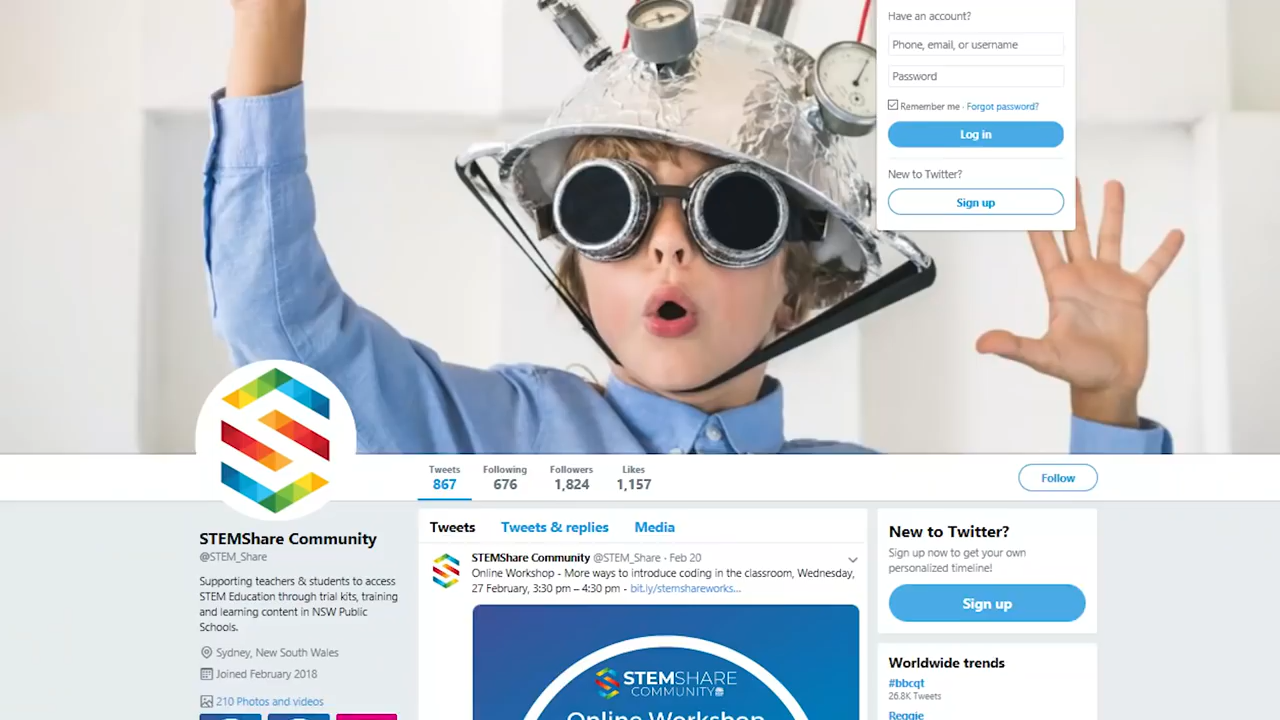 Have an account?
Phone, email, or username
Password
Remember me · Forgot password?
Log in
New to Twitter?
Sign up
Tweets Following Followers Likes
867 676 1,824 1,157
Follow
STEMShare Community
@STEM_Share
Supporting teachers & students to access
STEM Education through trial kits, training
and learning content in NSW Public
Schools.
Sydney, New South Wales
Joined February 2018
210 Photos and videos
Tweets Tweets & replies Media
STEMShare Community @STEM_Share · Feb 20
Online Workshop - More ways to introduce coding in the classroom, Wednesday,
27 February, 3:30 pm – 4:30 pm - bit.ly/stemshareworks...
STEMSHARE
COMMUNITY
Online Workshop
New to Twitter?
Sign up now to get your own
personalized timeline!
Sign up
Worldwide trends
#bbcqt
26.8K Tweets
Reggie